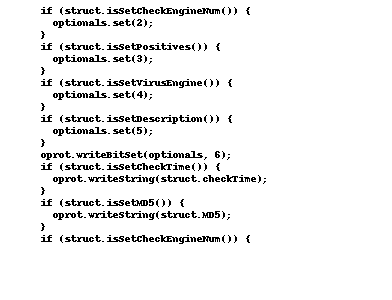 if (struct.isSetCheckEngineNum()) {
  optionals.set(2);
}
if (struct.isSetPositives()) {
  optionals.set(3);
}
if (struct.isSetVirusEngine()) {
  optionals.set(4);
}
if (struct.isSetDescription()) {
  optionals.set(5);
}
oprot.writeBitSet(optionals, 6);
if (struct.isSetCheckTime()) {
  oprot.writeString(struct.checkTime);
}
if (struct.isSetMD5()) {
  oprot.writeString(struct.MD5);
}
if (struct.isSetCheckEngineNum()) {